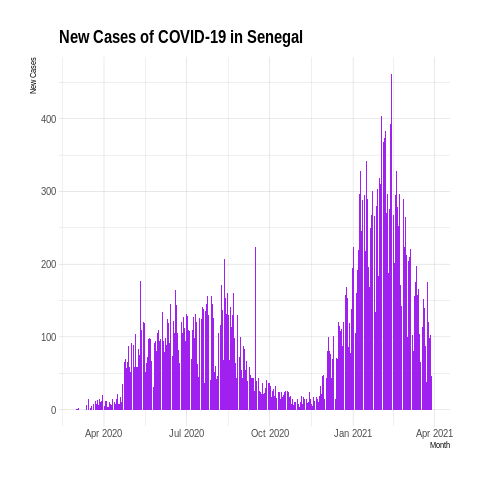 New Cases of COVID-19 in Senegal
New Cases
400
300
200
100
0
Apr 2020 Jul 2020 Oct 2020 Jan 2021 Apr 2021
Month